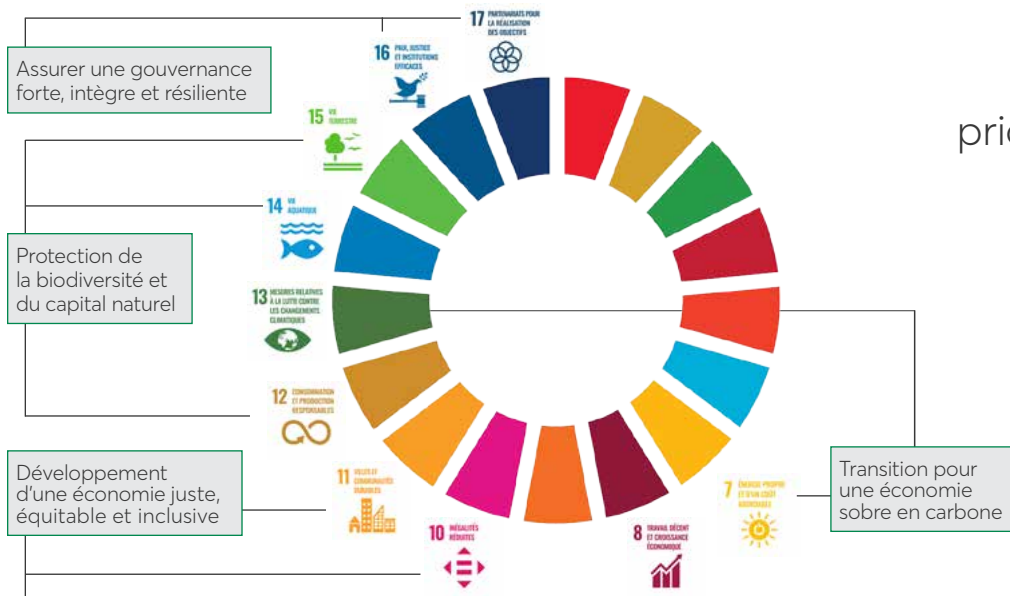 17 PARTENARIATS POUR
LA RÉALISATION
DES OBJECTIFS
16 PAIX, JUSTICE
ET INSTITUTIONS
EFFICACES
Assurer une gouvernance
forte, intègre et résiliente
15 VIE
TERRESTRE
14 VIE
AQUATIQUE
Protection de
la biodiversité et
du capital naturel
13 MESURES RELATIVES
À LA LUTTE CONTRE
LES CHANGEMENTS
CLIMATIQUES
12 CONSOMMATION
ET PRODUCTION
RESPONSABLES
Développement
d'une économie juste,
équitable et inclusive
11 VILLES ET
COMMUNAUTÉS
DURABLES
10 INÉGALITÉS
RÉDUITES
8 TRAVAIL DÉCENT
ET CROISSANCE
ÉCONOMIQUE
7 ÉNERGIE PROPRE
ET D'UN COÛT
ABORDABLE
Transition pour
une économie
sobre en carbone